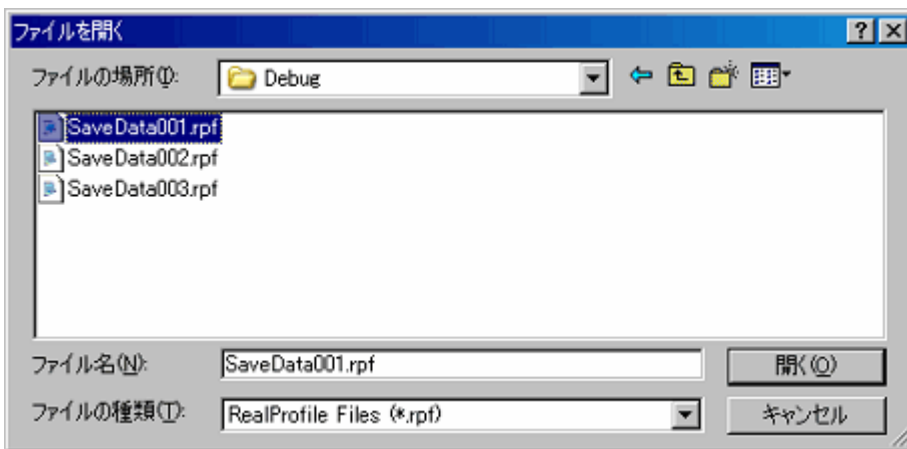 ファイルを開く
ファイルの場所(I): Debug
SaveData001.rpf
SaveData002.rpf
SaveData003.rpf
ファイル名(N): SaveData001.rpf 開く(O)
ファイルの種類(T): RealProfile Files (*.rpf) キャンセル